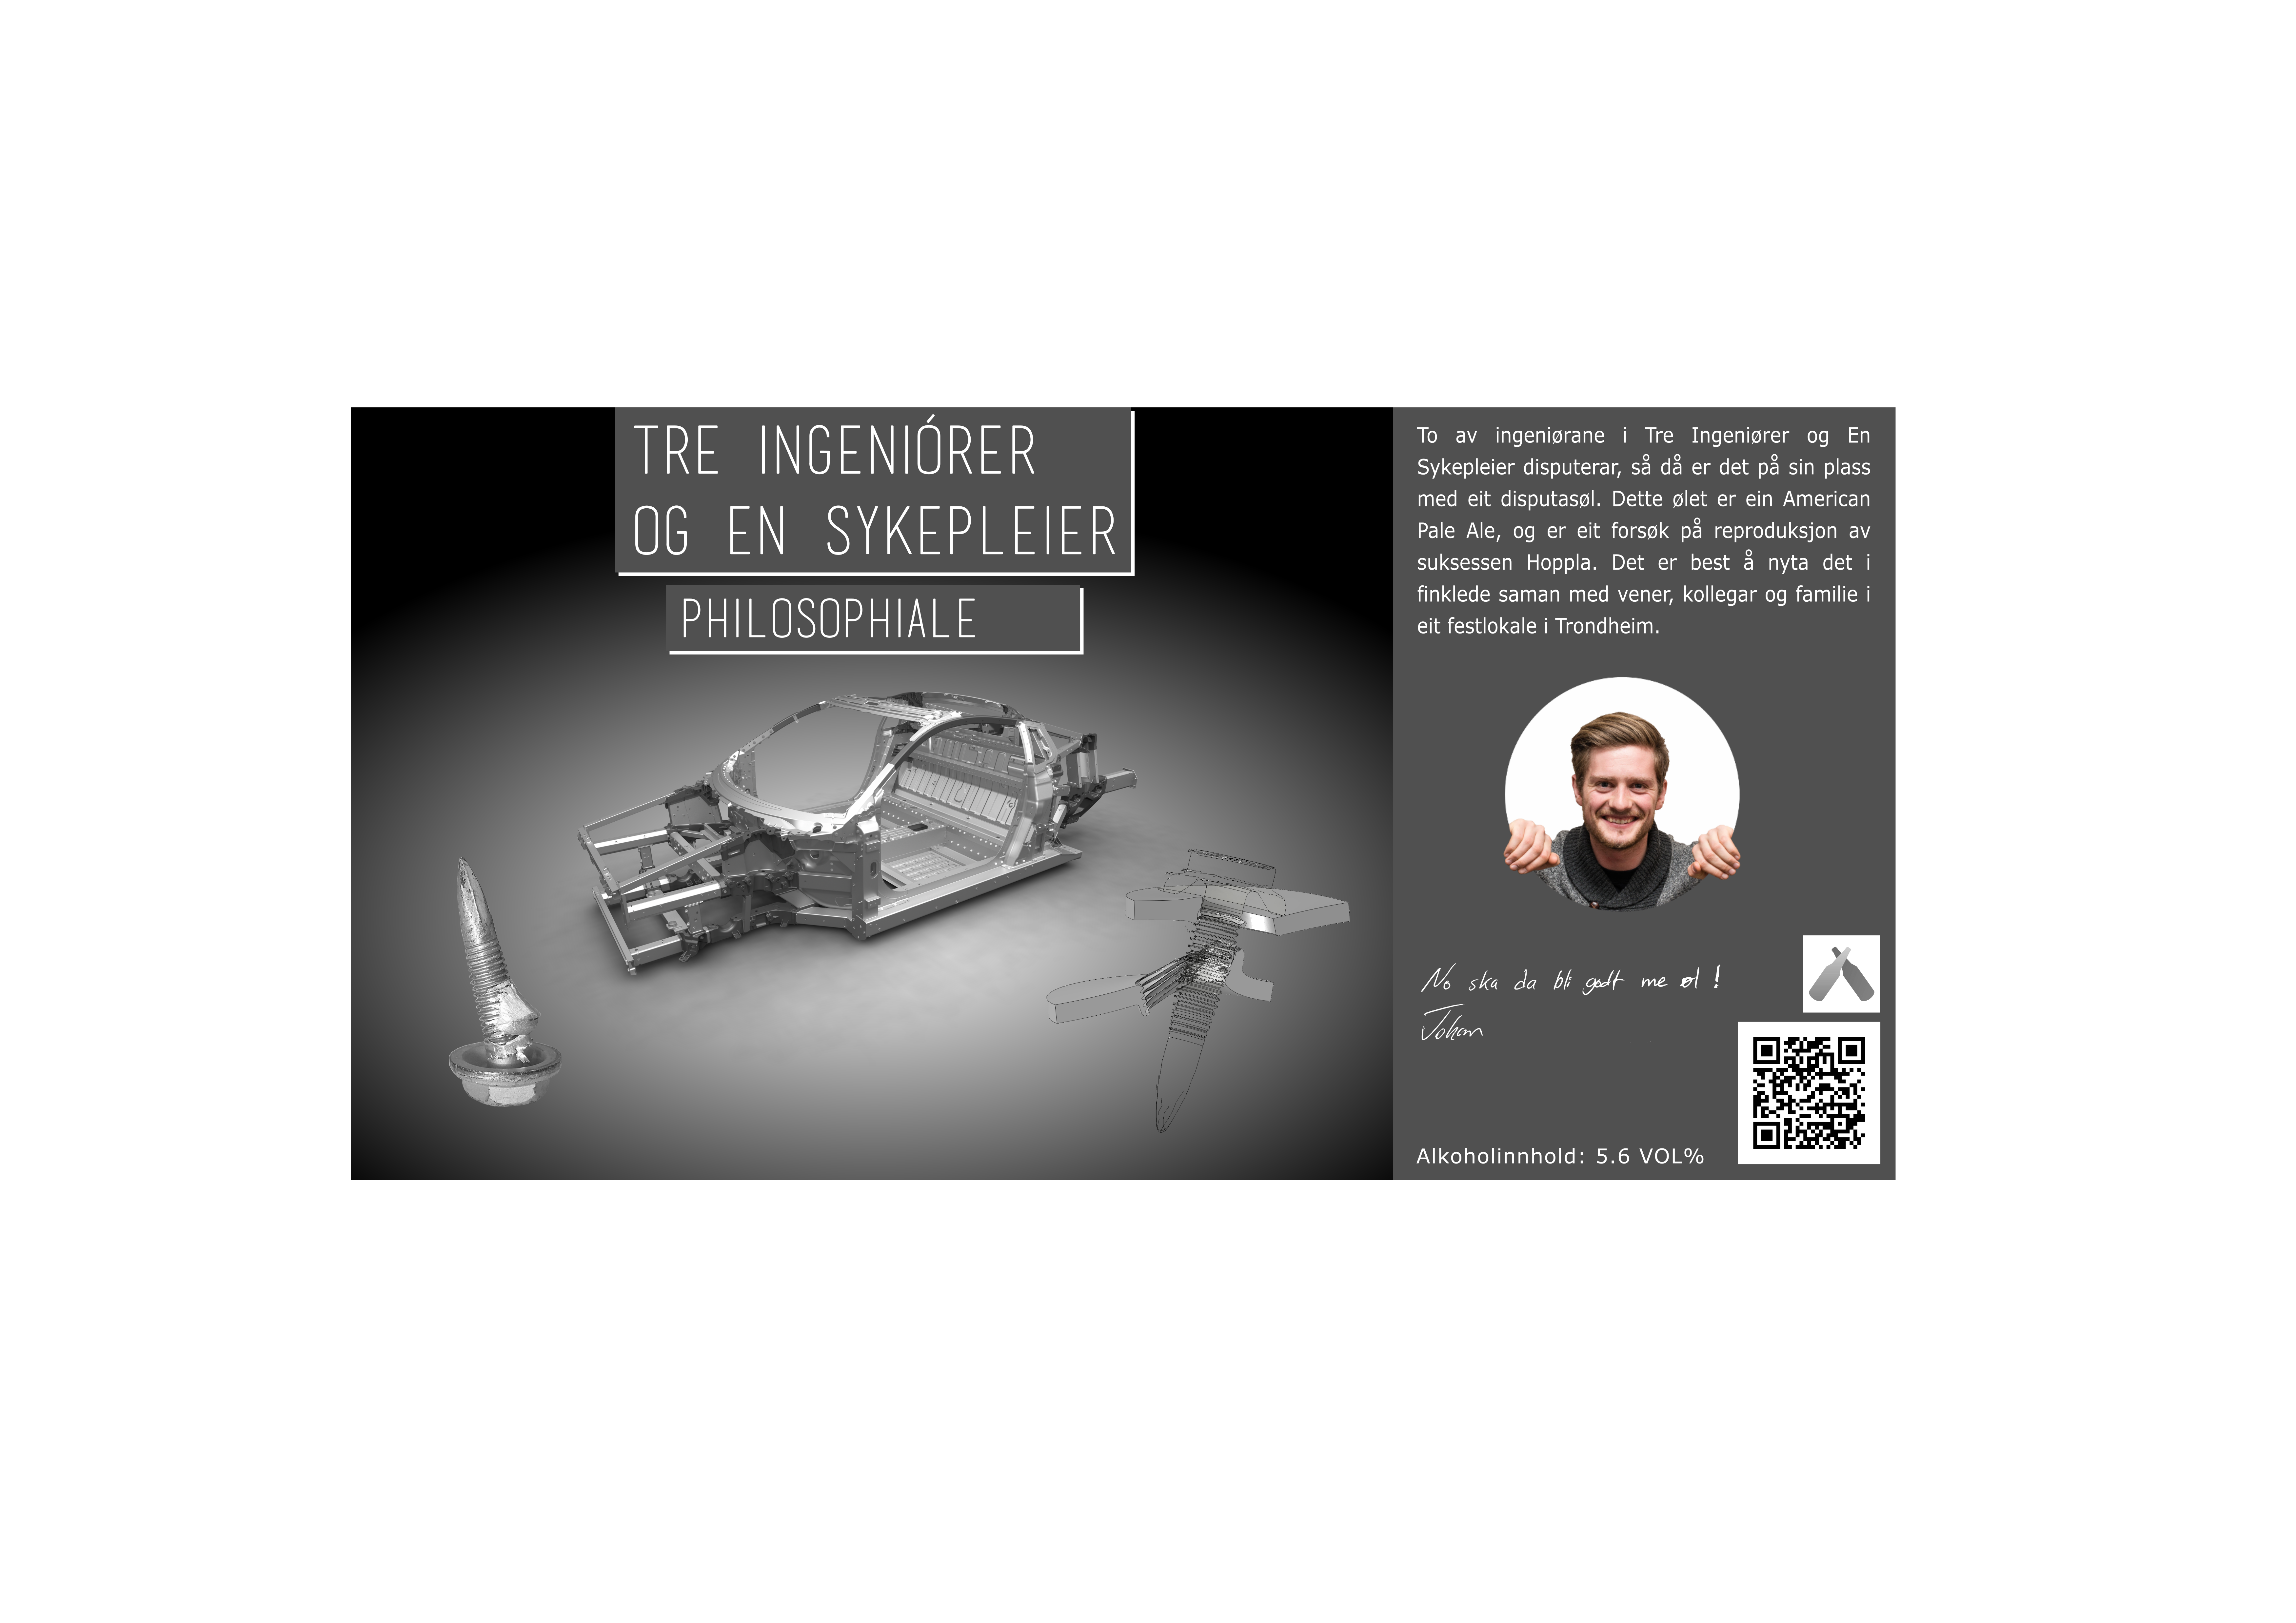 TRE INGENIÓRER
OG EN SYKEPLEIER
PHILOSOPHIALE
To av ingeniørane i Tre Ingeniører og En
Sykepleier disputerar, så då er det på sin plass
med eit disputasøl. Dette ølet er ein American
Pale Ale, og er eit forsøk på reproduksjon av
suksessen Hoppla. Det er best å nyta det i
finklede saman med vener, kollegar og familie i
eit festlokale i Trondheim.
No ska da bli godt me øl !
Johan
Alkoholinnhold: 5.6 VOL%